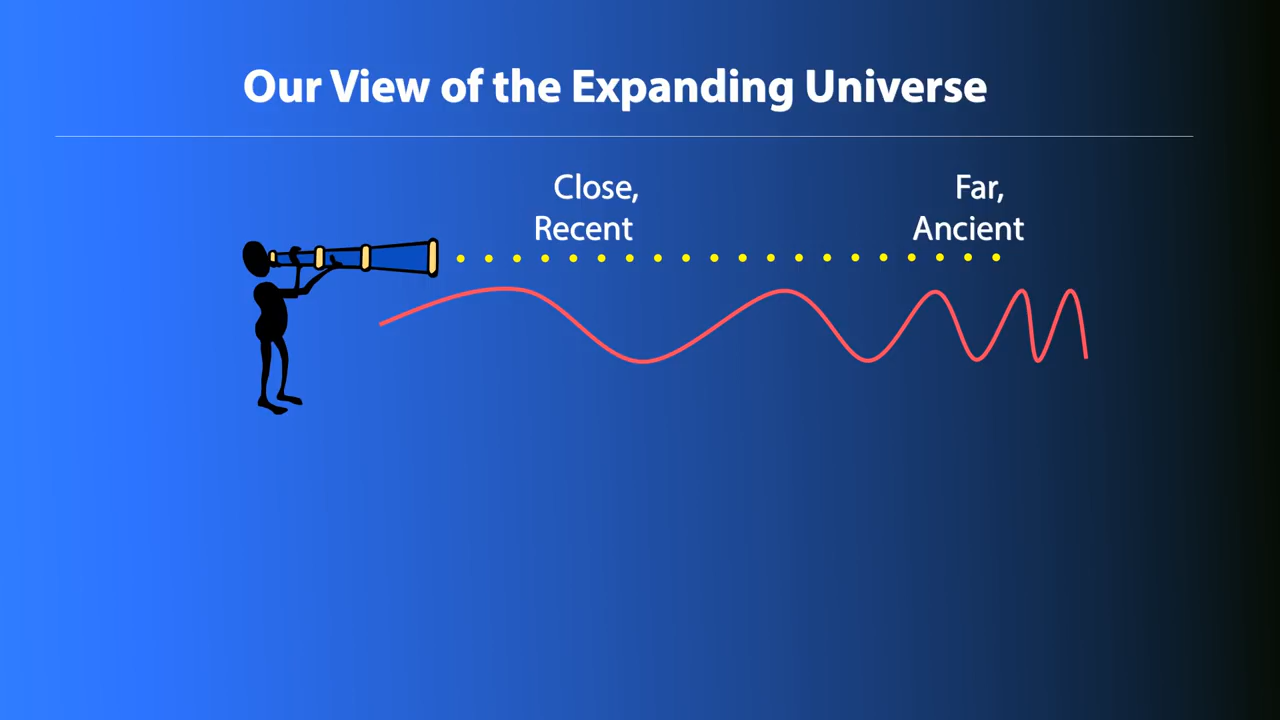 Our View of the Expanding Universe
Close,
Recent
Far,
Ancient